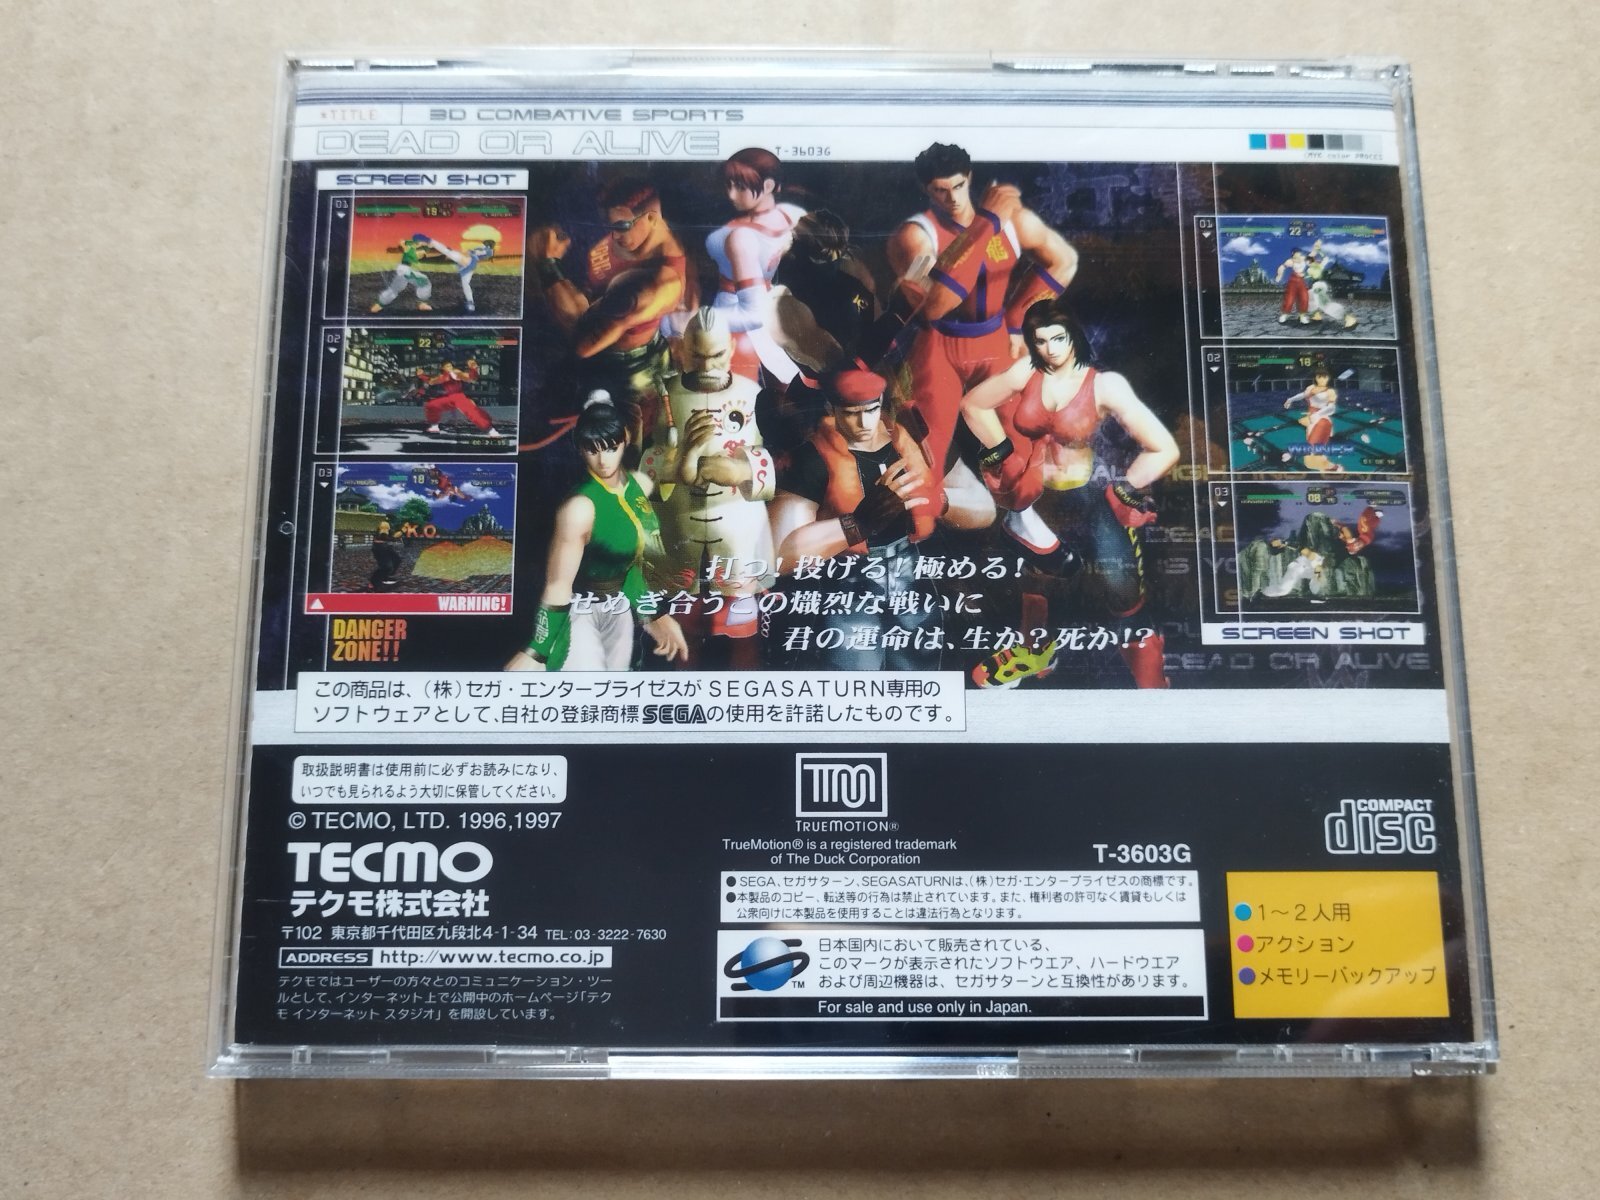 TITLE
3D COMBATIVE SPORTS
DEAD OR ALIVE
T-3603G
SCREEN SHOT
01
02
03
K.O.
WARNING!
DANGER
ZONE!!
01
02
WINNER
03
SCREEN SHOT
DEAD OR ALIVE
打つ!投げる!極める!
せめぎ合うこの熾烈な戦いに
君の運命は、生か?死か!?
この商品は、(株)セガ・エンタープライゼスが SEGASATURN専用の
ソフトウェアとして、自社の登録商標SEGAの使用を許諾したものです。
取扱説明書は使用前に必ずお読みになり、
いつでも見られるよう大切に保管してください。
© TECMO, LTD. 1996,1997
TECMO
テクモ株式会社
〒102 東京都千代田区九段北4-1-34 TEL: 03-3222-7630
ADDRESS http://www.tecmo.co.jp
テクモではユーザーの方々とのコミュニケーション・ツー
ルとして、インターネット上で公開中のホームページ「テク
モ インターネット スタジオ」を開設しています。
TM
TRUEMOTION®
TrueMotion® is a registered trademark
of The Duck Corporation
T-3603G
COMPACT
disc
●SEGA、セガサターン、SEGASATURNは、(株)セガ・エンタープライゼスの商標です。
●本製品のコピー、転送等の行為は禁止されています。また、権利者の許可なく賃貸もしくは
公衆向けに本製品を使用することは違法行為となります。
TM
日本国内において販売されている、
このマークが表示されたソフトウエア、ハードウエア
および周辺機器は、セガサターンと互換性があります。
For sale and use only in Japan.
●1～2人用
●アクション
●メモリーバックアップ